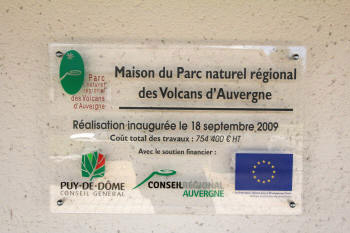 Parc
naturel
régional
des Volcans
d'Auvergne
Maison du Parc naturel régional
des Volcans d'Auvergne
Réalisation inaugurée le 18 septembre 2009
Coût total des travaux : 754 400 € HT
Avec le soutien financier :
PUY-DE-DÔME
CONSEIL GÉNÉRAL
CONSEIL RÉGIONAL
AUVERGNE